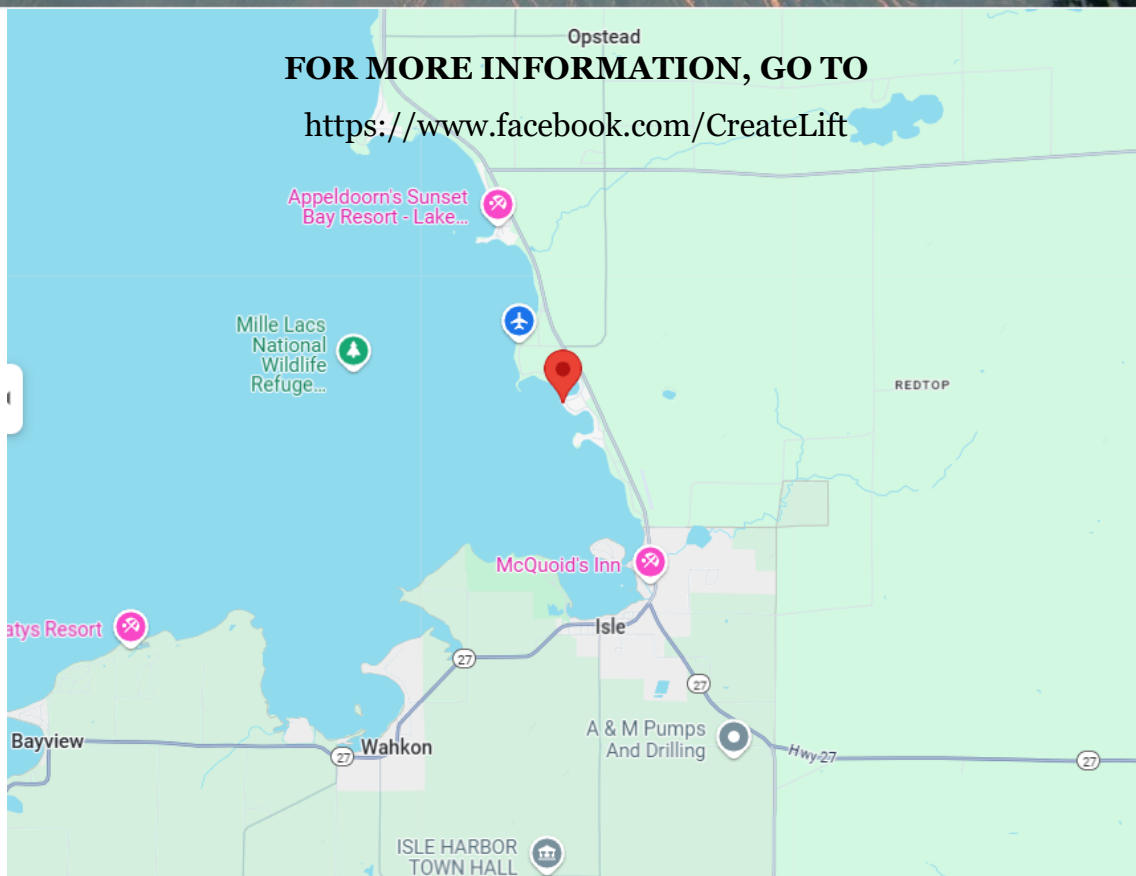 Opstead
FOR MORE INFORMATION, GO TO
https://www.facebook.com/CreateLift
Appeldoorn's Sunset
Bay Resort - Lake...
Mille Lacs
National
Wildlife
Refuge...
REDTOP
McQuoid's Inn
atys Resort
Isle
27
27
A & M Pumps
And Drilling
Bayview
Wahkon
27
Hwy 27
27
ISLE HARBOR
TOWN HALL